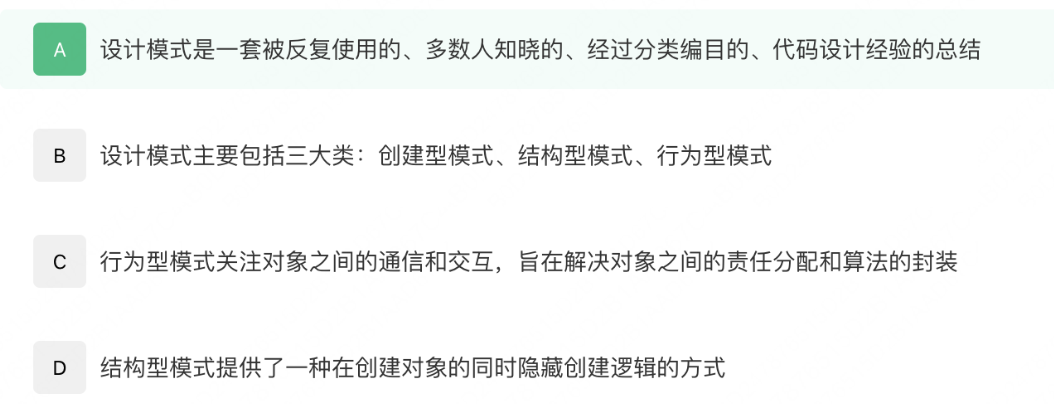 A 设计模式是一套被反复使用的、多数人知晓的、经过分类编目的、代码设计经验的总结
B 设计模式主要包括三大类：创建型模式、结构型模式、行为型模式
C 行为型模式关注对象之间的通信和交互，旨在解决对象之间的责任分配和算法的封装
D 结构型模式提供了一种在创建对象的同时隐藏创建逻辑的方式